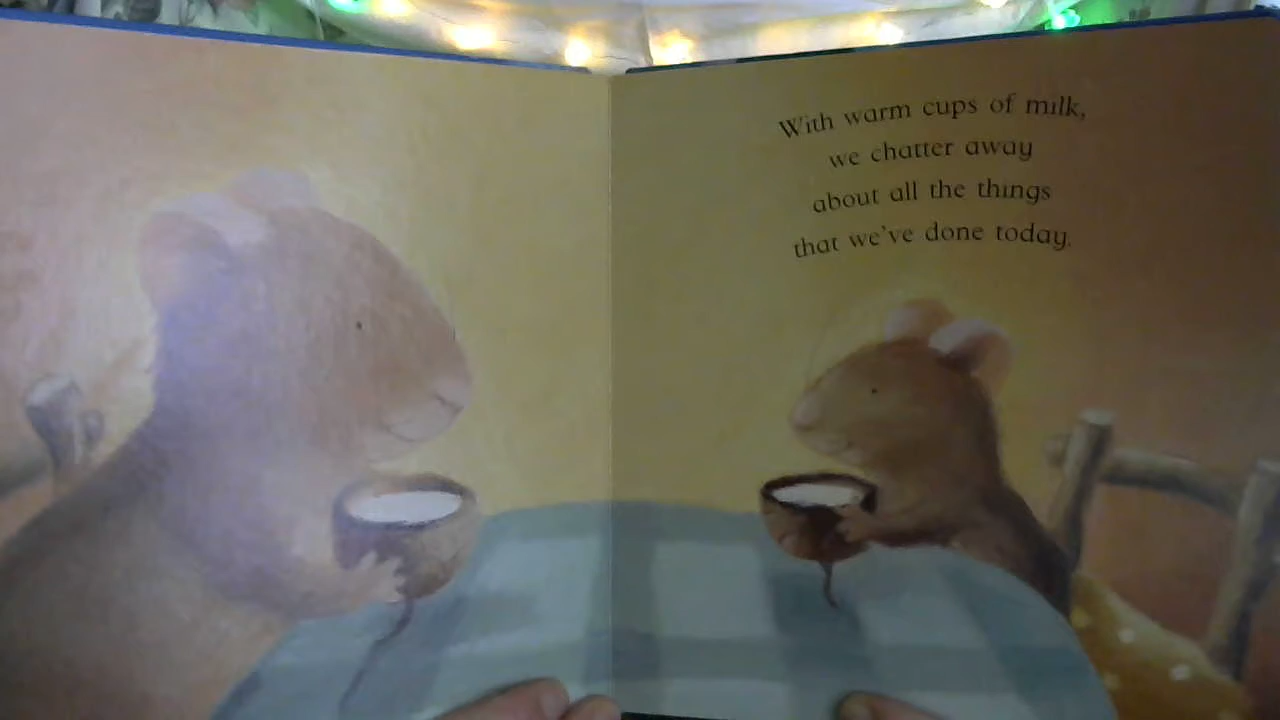 With warm cups of milk,
we chatter away
about all the things
that we've done today.